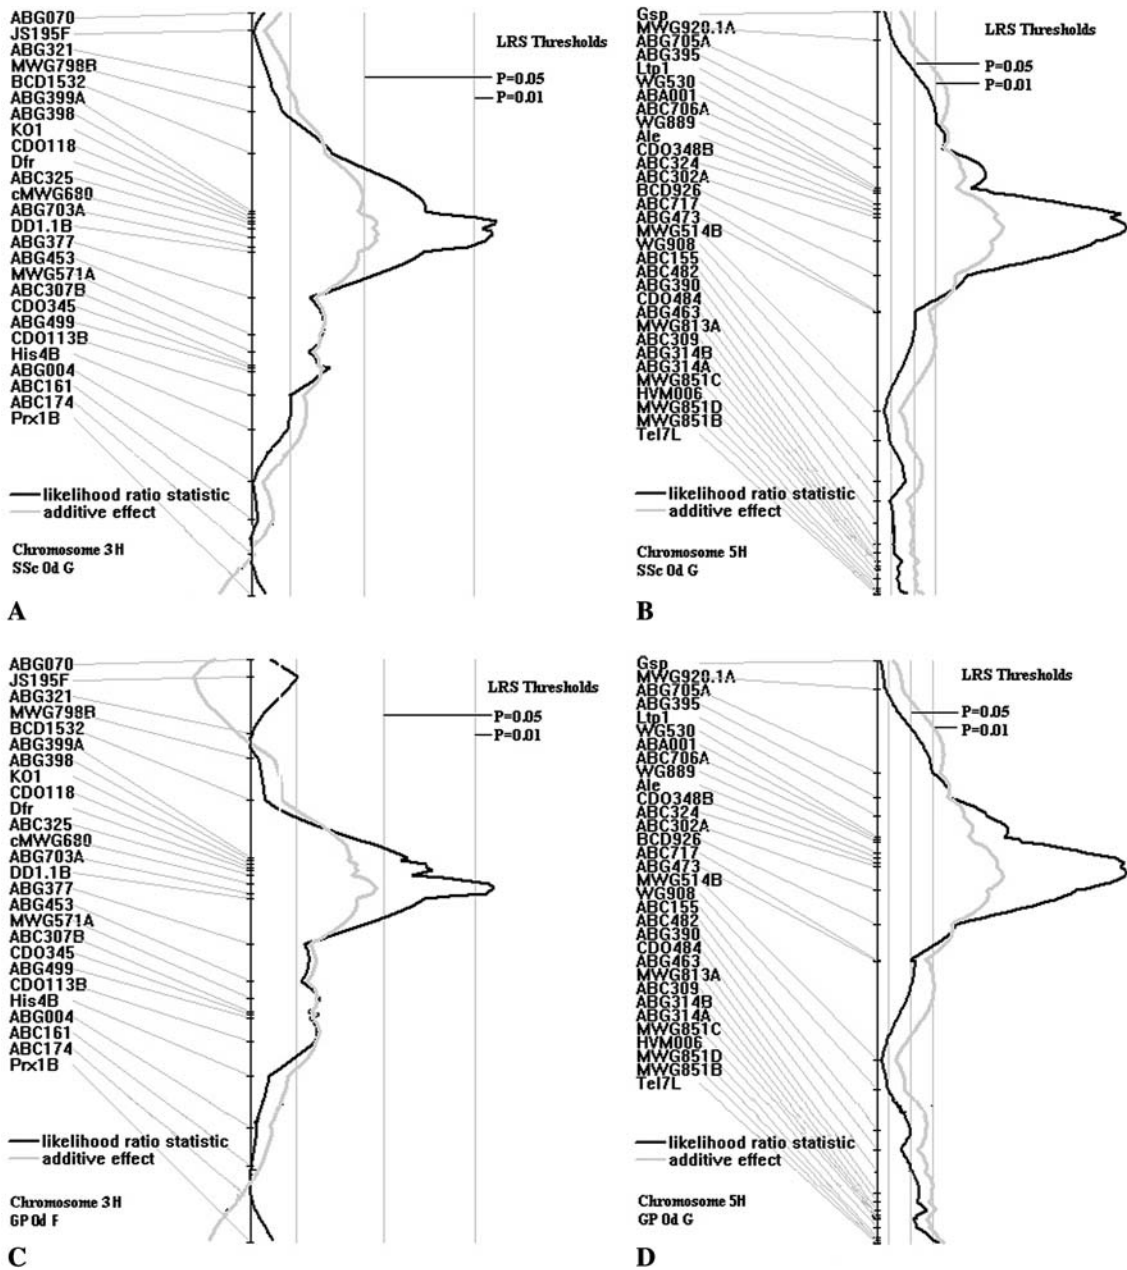 ABG070
JS195F
ABG321
MWG798B
BCD1532
ABG399A
ABG398
KO1
CDO118
Dfr
ABC325
cMWG680
ABG703A
DD1.1B
ABG377
ABG453
MWG571A
ABC307B
CDO345
ABG499
CDO113B
His4B
ABG004
ABC161
ABC174
Prx1B
LRS Thresholds
P=0.05
P=0.01
likelihood ratio statistic
additive effect
Chromosome 3H
SSc 0d G
A
Gsp
MWG920.1A
ABG705A
ABG395
Ltp1
WG530
ABA001
ABC706A
WG889
Ale
CDO348B
ABC324
ABC302A
BCD926
ABC717
ABG473
MWG514B
WG908
ABC155
ABC482
ABG390
CDO484
ABG463
MWG813A
ABC309
ABG314B
ABG314A
MWG851C
HVM006
MWG851D
MWG851B
Tel7L
LRS Thresholds
P=0.05
P=0.01
likelihood ratio statistic
additive effect
Chromosome 5H
SSc 0d G
B
ABG070
JS195F
ABG321
MWG798B
BCD1532
ABG399A
ABG398
KO1
CDO118
Dfr
ABC325
cMWG680
ABG703A
DD1.1B
ABG377
ABG453
MWG571A
ABC307B
CDO345
ABG499
CDO113B
His4B
ABG004
ABC161
ABC174
Prx1B
LRS Thresholds
P=0.05
P=0.01
likelihood ratio statistic
additive effect
Chromosome 3H
GP 0d F
C
Gsp
MWG920.1A
ABG705A
ABG395
Ltp1
WG530
ABA001
ABC706A
WG889
Ale
CDO348B
ABC324
ABC302A
BCD926
ABC717
ABG473
MWG514B
WG908
ABC155
ABC482
ABG390
CDO484
ABG463
MWG813A
ABC309
ABG314B
ABG314A
MWG851C
HVM006
MWG851D
MWG851B
Tel7L
LRS Thresholds
P=0.05
P=0.01
likelihood ratio statistic
additive effect
Chromosome 5H
GP 0d G
D